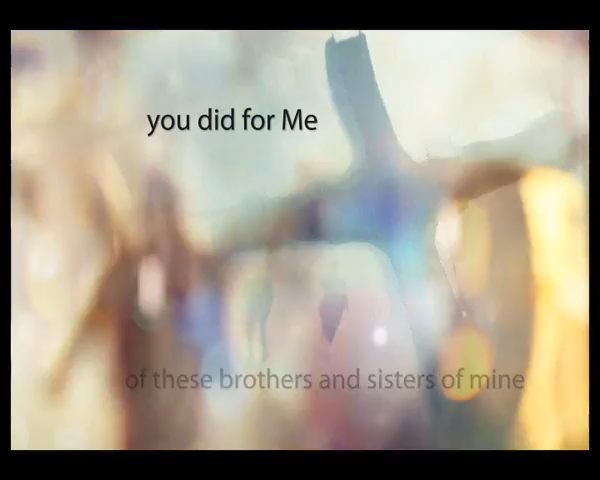 you did for Me
of these brothers and sisters of mine